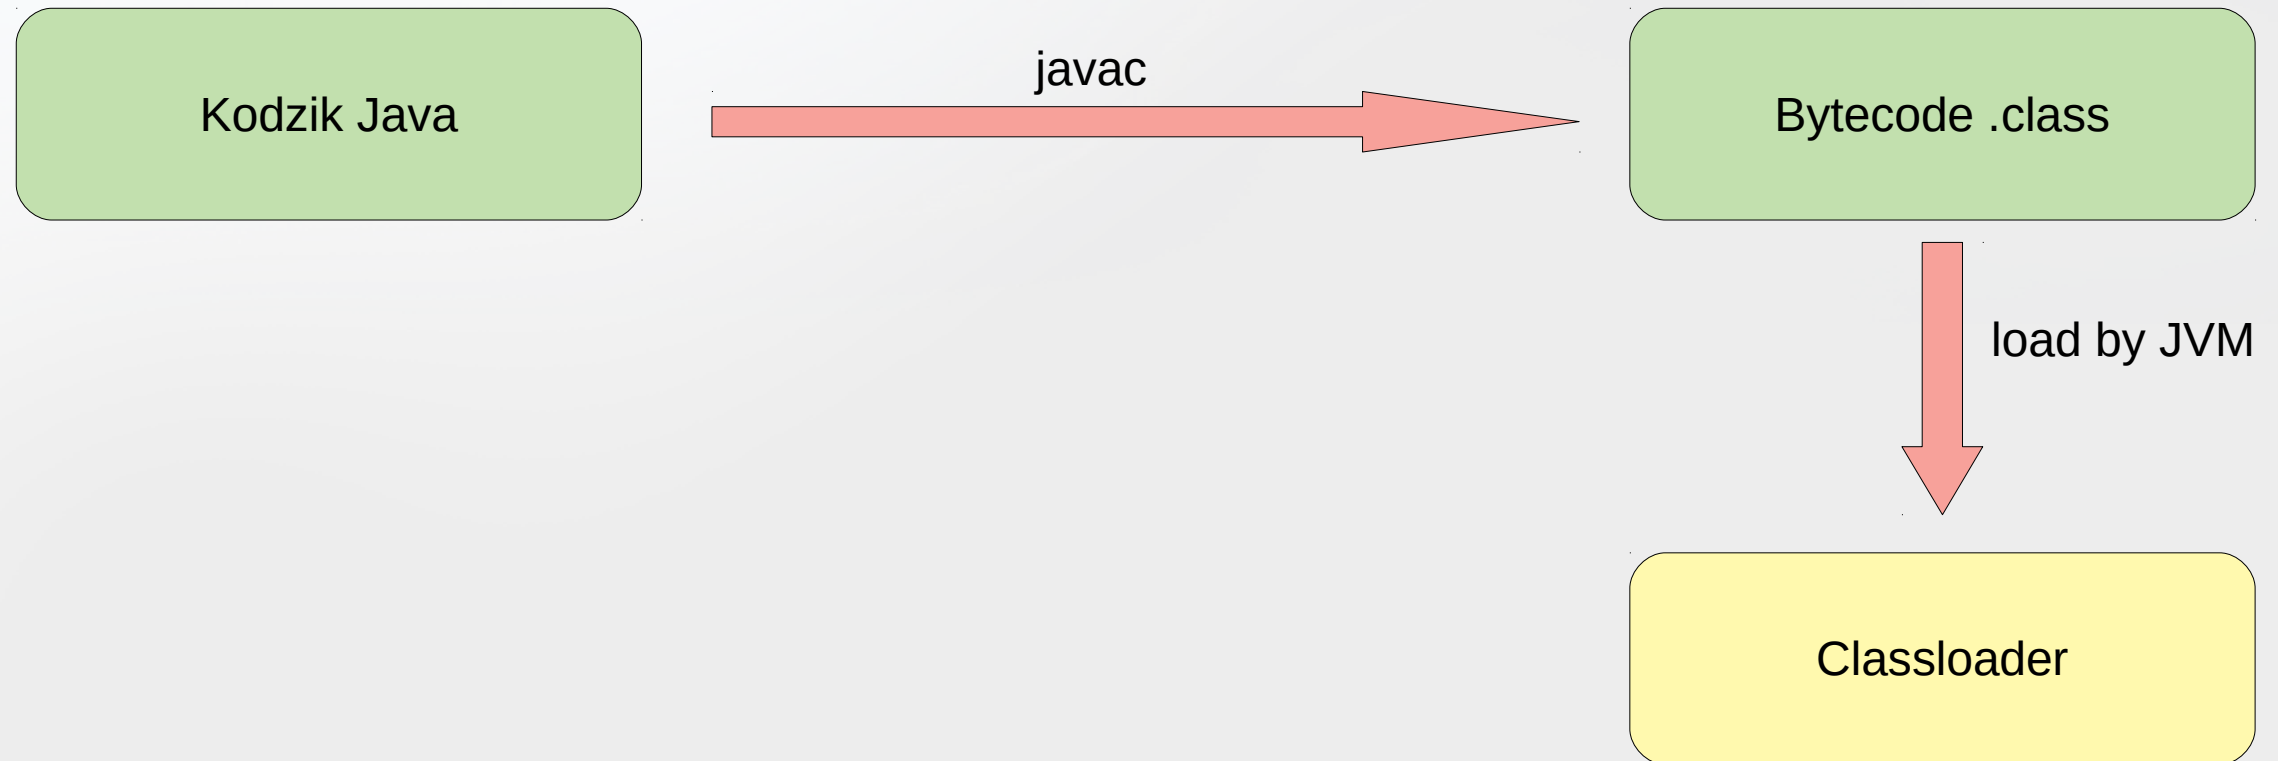 Kodzik Java
javac
Bytecode .class
load by JVM
Classloader